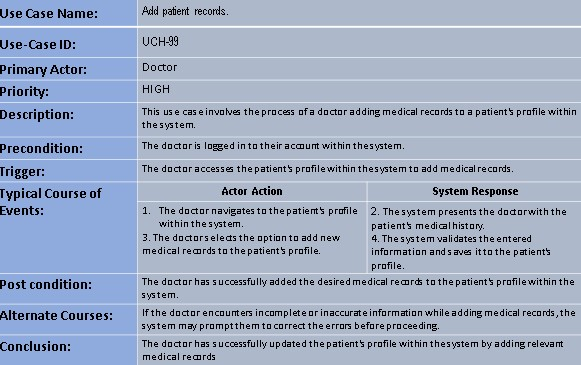 Use Case Name: Add patient records.
Use-Case ID: UCH-99
Primary Actor: Doctor
Priority: HIGH
Description: This use case involves the process of a doctor adding medical records to a patient's profile within
the system.
Precondition: The doctor is logged in to their account within the system.
Trigger: The doctor accesses the patient's profile within the system to add medical records.
Typical Course of
Events:
Actor Action
1. The doctor navigates to the patient's profile
within the system.
3. The doctor selects the option to add new
medical records to the patient's profile.
System Response
2. The system presents the doctor with the
patient's medical history.
4. The system validates the entered
information and saves it to the patient's
profile.
Post condition: The doctor has successfully added the desired medical records to the patient's profile within the
system.
Alternate Courses: If the doctor encounters incomplete or inaccurate information while adding medical records, the
system may prompt them to correct the errors before proceeding.
Conclusion: The doctor has successfully updated the patient's profile within the system by adding relevant
medical records